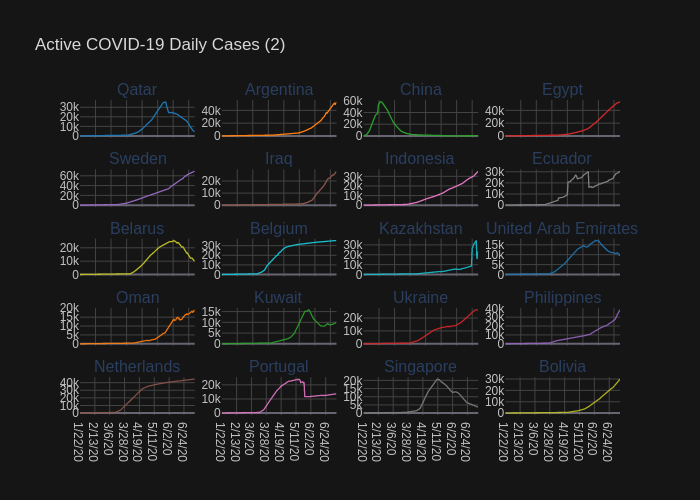 Active COVID-19 Daily Cases (2)
Qatar Argentina China Egypt
30k 20k 10k 0 40k 20k 0 60k 40k 20k 0 40k 20k 0
Sweden Iraq Indonesia Ecuador
60k 40k 20k 0 20k 10k 0 30k 20k 10k 0 30k 20k 10k 0
Belarus Belgium Kazakhstan United Arab Emirates
20k 10k 0 30k 20k 10k 0 30k 20k 10k 0 15k 10k 5k 0
Oman Kuwait Ukraine Philippines
20k 15k 10k 5k 0 15k 10k 5k 0 20k 10k 0 40k 30k 20k 10k 0
Netherlands Portugal Singapore Bolivia
40k 30k 20k 10k 0 20k 10k 0 20k 15k 10k 5k 0 30k 20k 10k 0
1/22/20 2/13/20 3/6/20 3/28/20 4/19/20 5/11/20 6/2/20 6/24/20 1/22/20 2/13/20 3/6/20 3/28/20 4/19/20 5/11/20 6/2/20 6/24/20 1/22/20 2/13/20 3/6/20 3/28/20 4/19/20 5/11/20 6/2/20 6/24/20 1/22/20 2/13/20 3/6/20 3/28/20 4/19/20 5/11/20 6/2/20 6/24/20